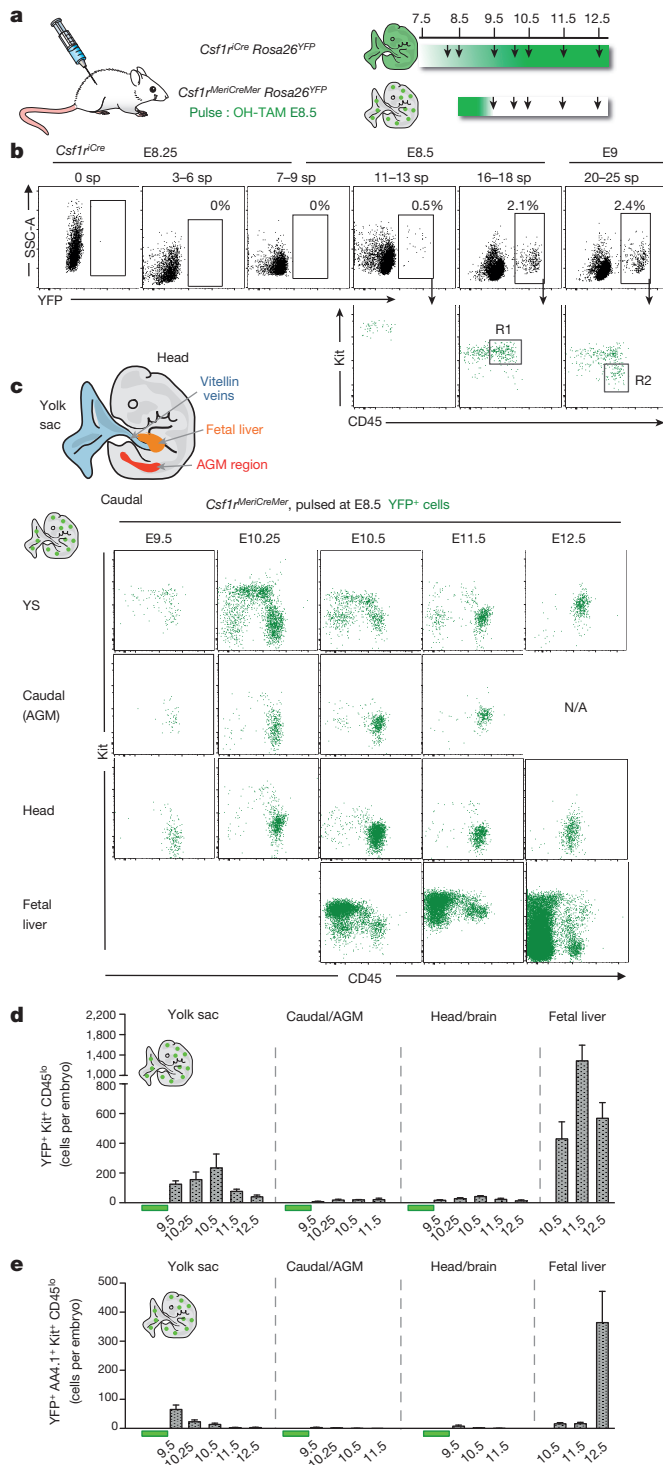 a
7.5 8.5 9.5 10.5 11.5 12.5
Csf1r^iCre Rosa26^YFP
Csf1r^MeriCreMer Rosa26^YFP
Pulse : OH-TAM E8.5
b
Csf1r^iCre E8.25 E8.5 E9
0 sp 3–6 sp 7–9 sp 11–13 sp 16–18 sp 20–25 sp
0% 0% 0.5% 2.1% 2.4%
SSC-A
YFP
Kit
R1
R2
CD45
c
Head
Yolk sac
Vitellin veins
Fetal liver
AGM region
Caudal
Csf1r^MeriCreMer, pulsed at E8.5 YFP+ cells
E9.5 E10.25 E10.5 E11.5 E12.5
YS
Caudal (AGM)
N/A
Kit
Head
Fetal liver
CD45
d
Yolk sac Caudal/AGM Head/brain Fetal liver
YFP+ Kit+ CD45^lo (cells per embryo)
2,200
1,800
1,400
1,000
800
600
400
200
0
9.5 10.25 10.5 11.5 12.5 9.5 10.25 10.5 11.5 9.5 10.25 10.5 11.5 12.5 10.5 11.5 12.5
e
Yolk sac Caudal/AGM Head/brain Fetal liver
YFP+ AA4.1+ Kit+ CD45^lo (cells per embryo)
500
400
300
200
100
0
9.5 10.25 10.5 11.5 12.5 9.5 10.25 10.5 11.5 9.5 10.25 10.5 11.5 12.5 10.5 11.5 12.5